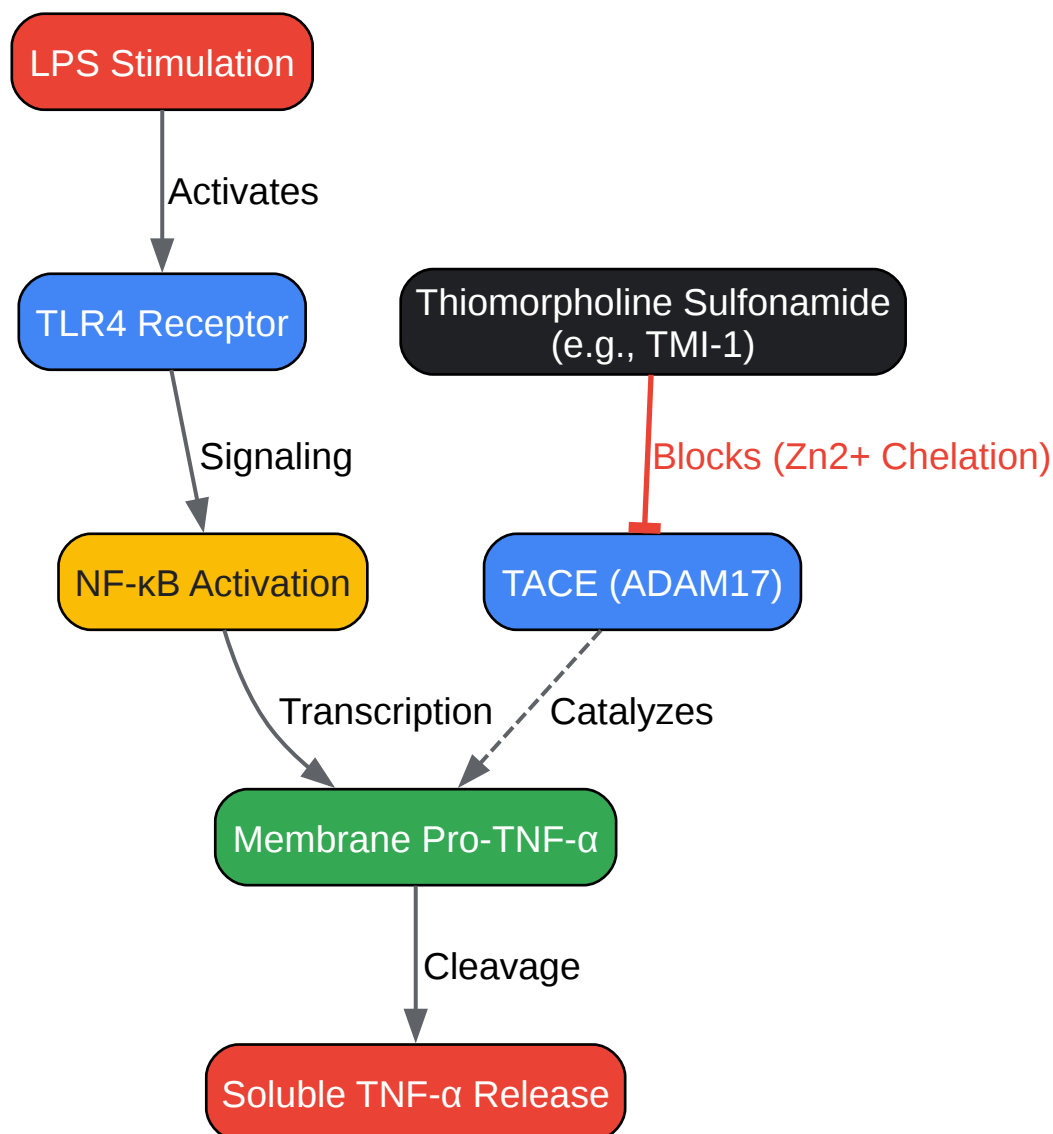 LPS Stimulation
Activates
TLR4 Receptor
Thiomorpholine Sulfonamide
(e.g., TMI-1)
Signaling
Blocks (Zn2+ Chelation)
NF-κB Activation
TACE (ADAM17)
Transcription
Catalyzes
Membrane Pro-TNF-α
Cleavage
Soluble TNF-α Release